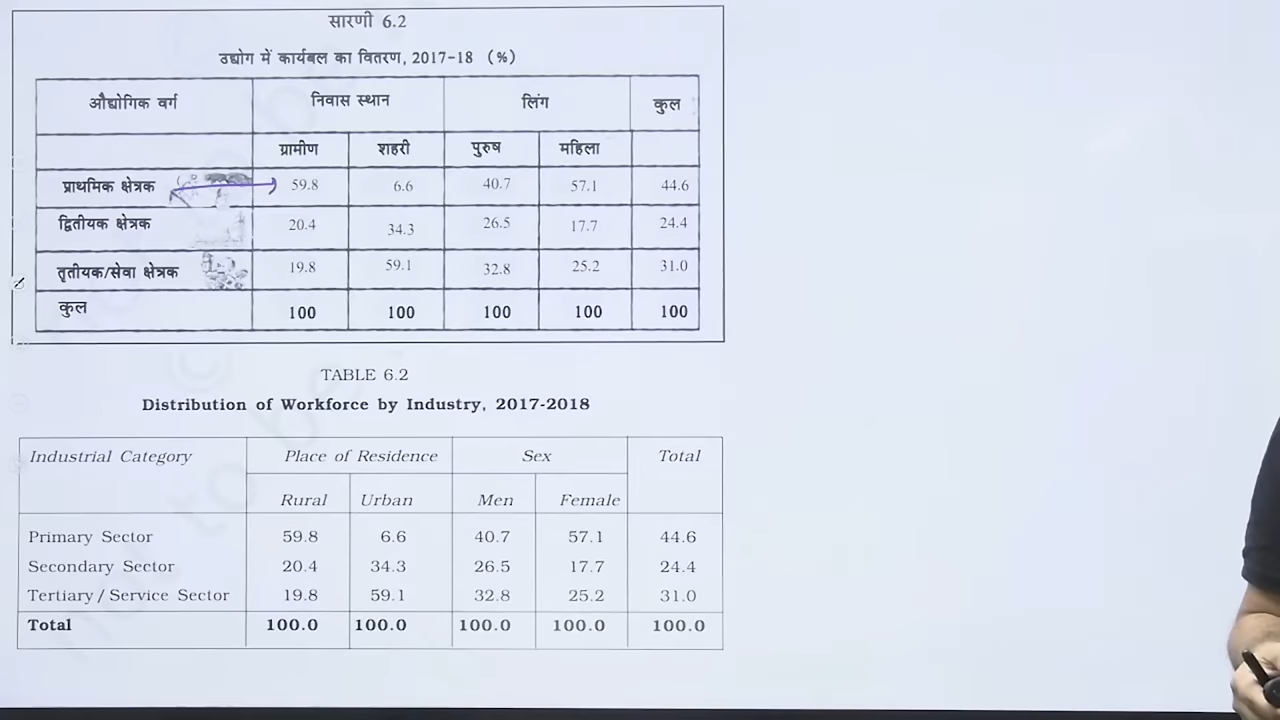 सारणी 6.2
उद्योग में कार्यबल का वितरण, 2017-18 (%)
औद्योगिक वर्ग निवास स्थान लिंग कुल
ग्रामीण शहरी पुरुष महिला
प्राथमिक क्षेत्रक 59.8 6.6 40.7 57.1 44.6
द्वितीयक क्षेत्रक 20.4 34.3 26.5 17.7 24.4
तृतीयक/सेवा क्षेत्रक 19.8 59.1 32.8 25.2 31.0
कुल 100 100 100 100 100
TABLE 6.2
Distribution of Workforce by Industry, 2017-2018
Industrial Category Place of Residence Sex Total
Rural Urban Men Female
Primary Sector 59.8 6.6 40.7 57.1 44.6
Secondary Sector 20.4 34.3 26.5 17.7 24.4
Tertiary/Service Sector 19.8 59.1 32.8 25.2 31.0
Total 100.0 100.0 100.0 100.0 100.0